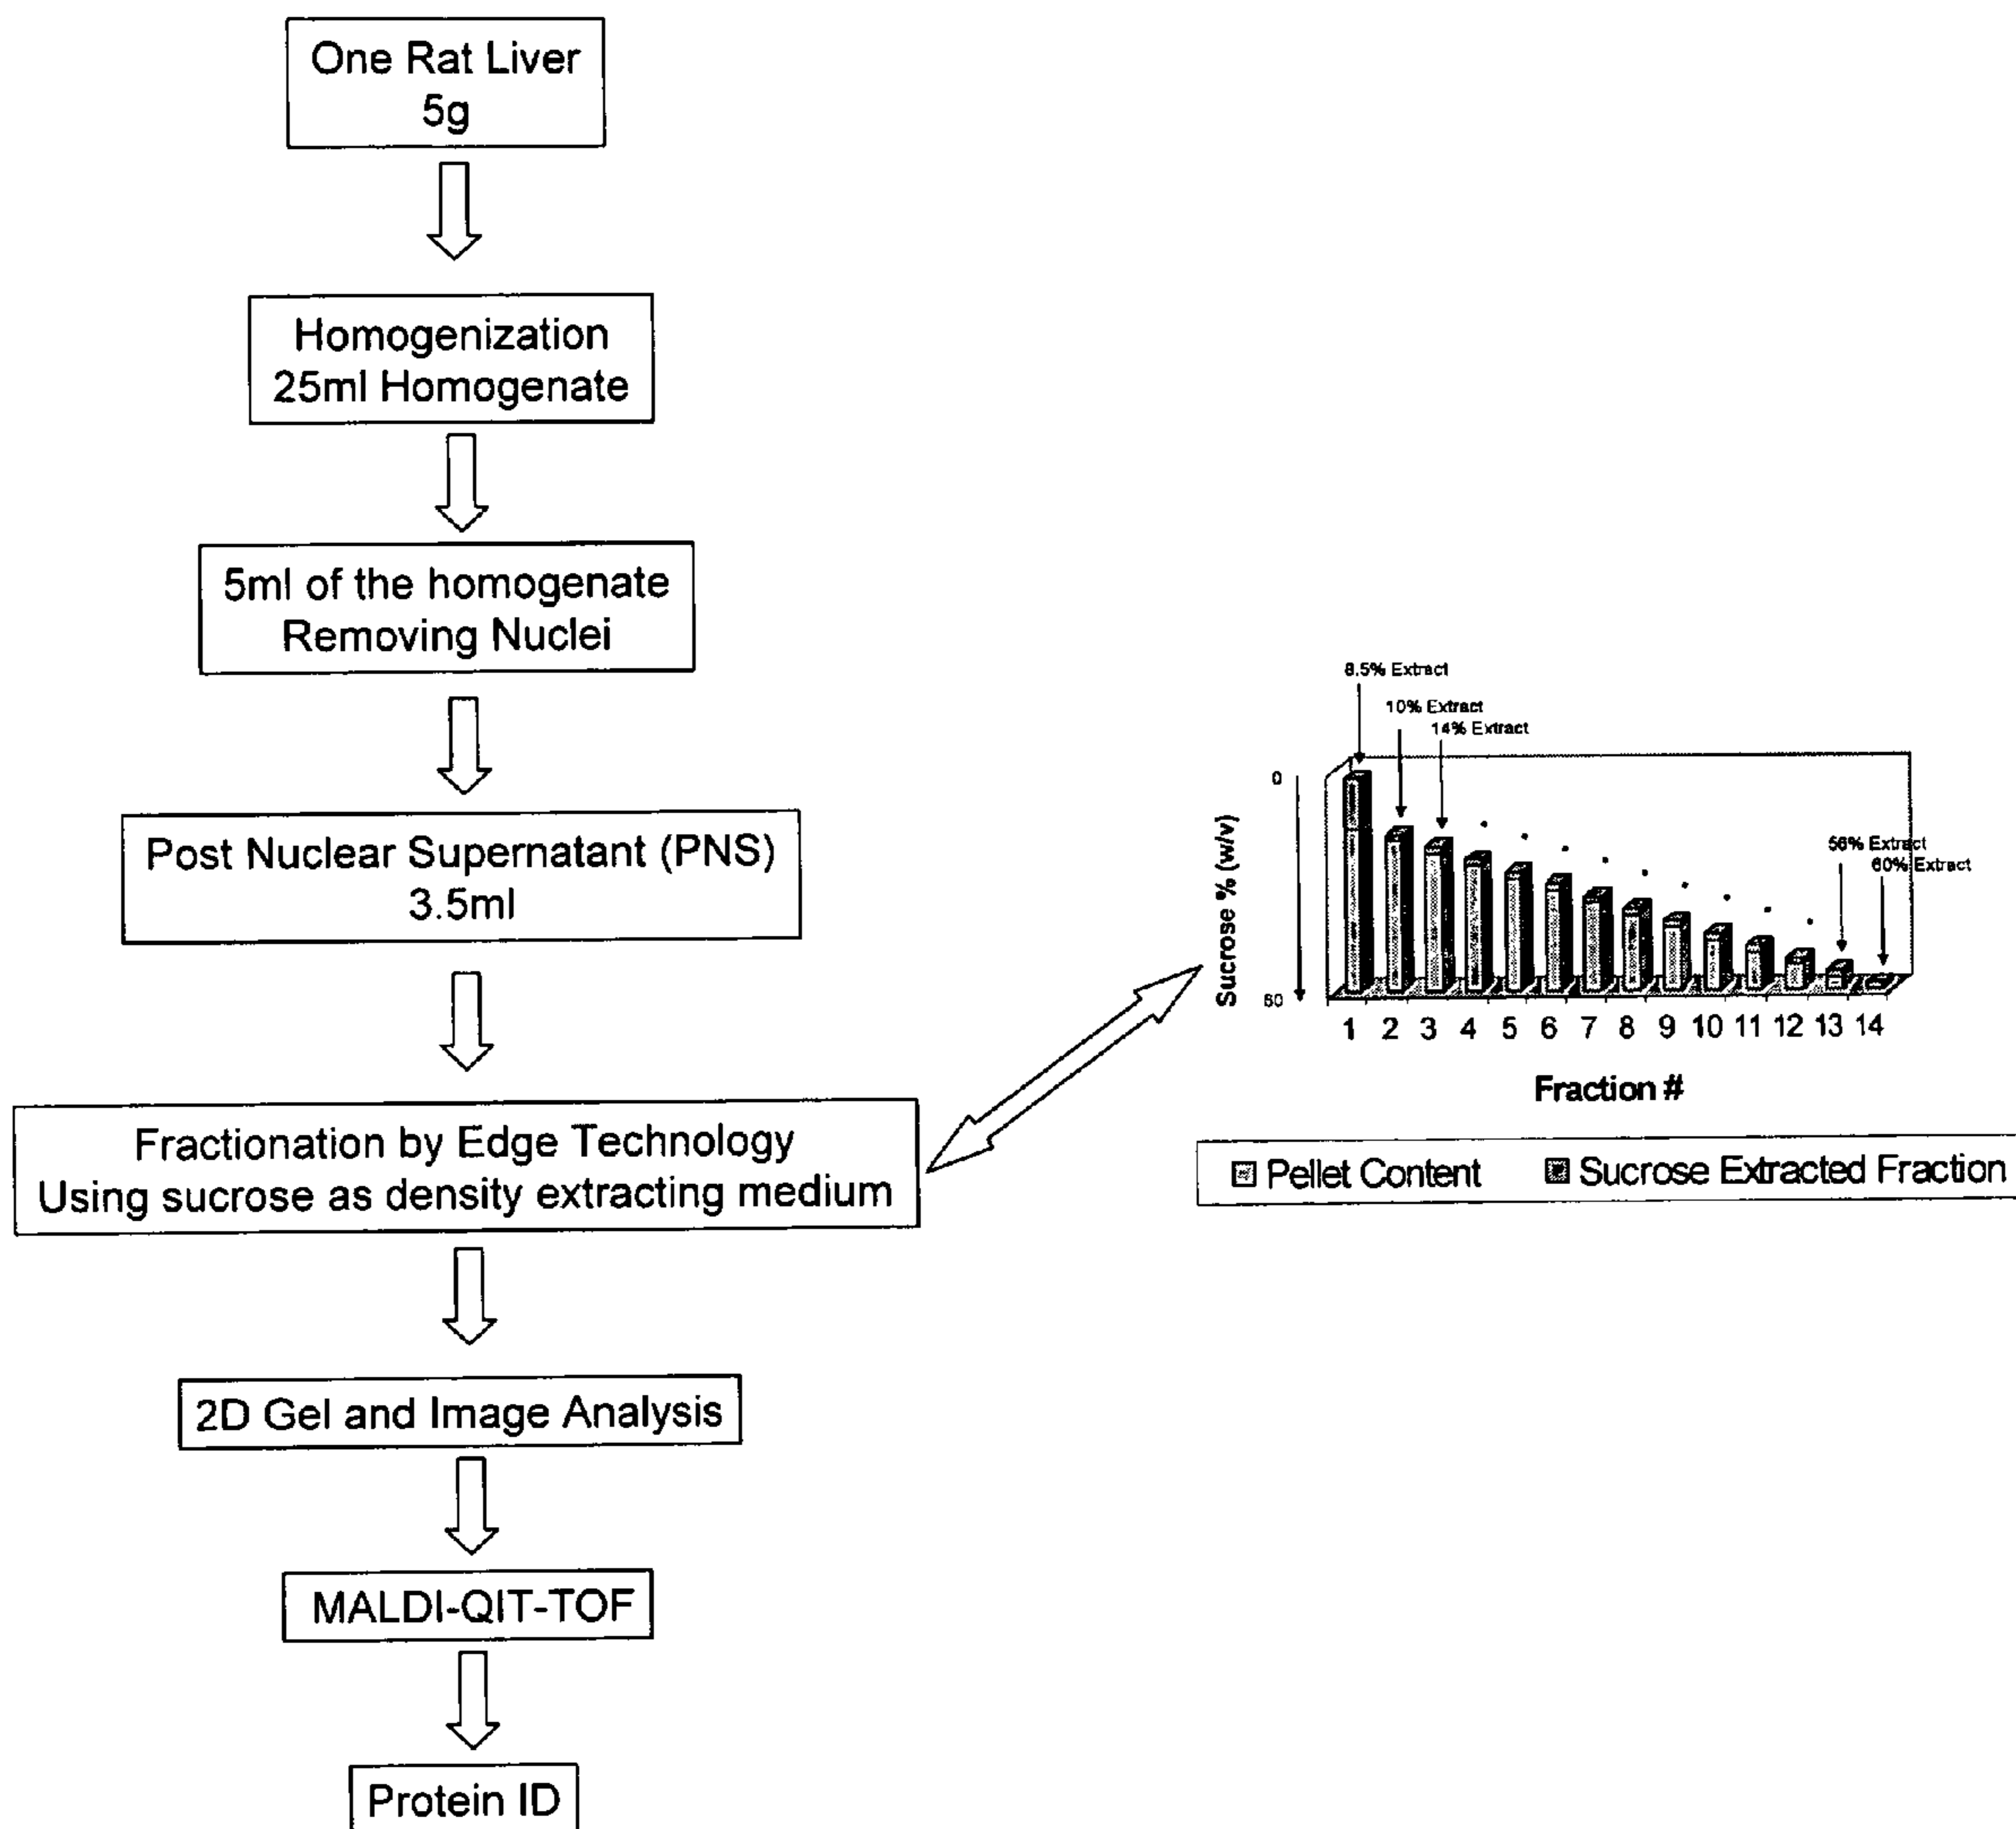 One Rat Liver
5g
Homogenization
25ml Homogenate
5ml of the homogenate
Removing Nuclei
Post Nuclear Supernatant (PNS)
3.5ml
Fractionation by Edge Technology
Using sucrose as density extracting medium
2D Gel and Image Analysis
MALDI-QIT-TOF
Protein ID
8.5% Extract
10% Extract
14% Extract
56% Extract
60% Extract
Sucrose % (w/v)
0
60
1 2 3 4 5 6 7 8 9 10 11 12 13 14
Fraction #
Pellet Content
Sucrose Extracted Fraction